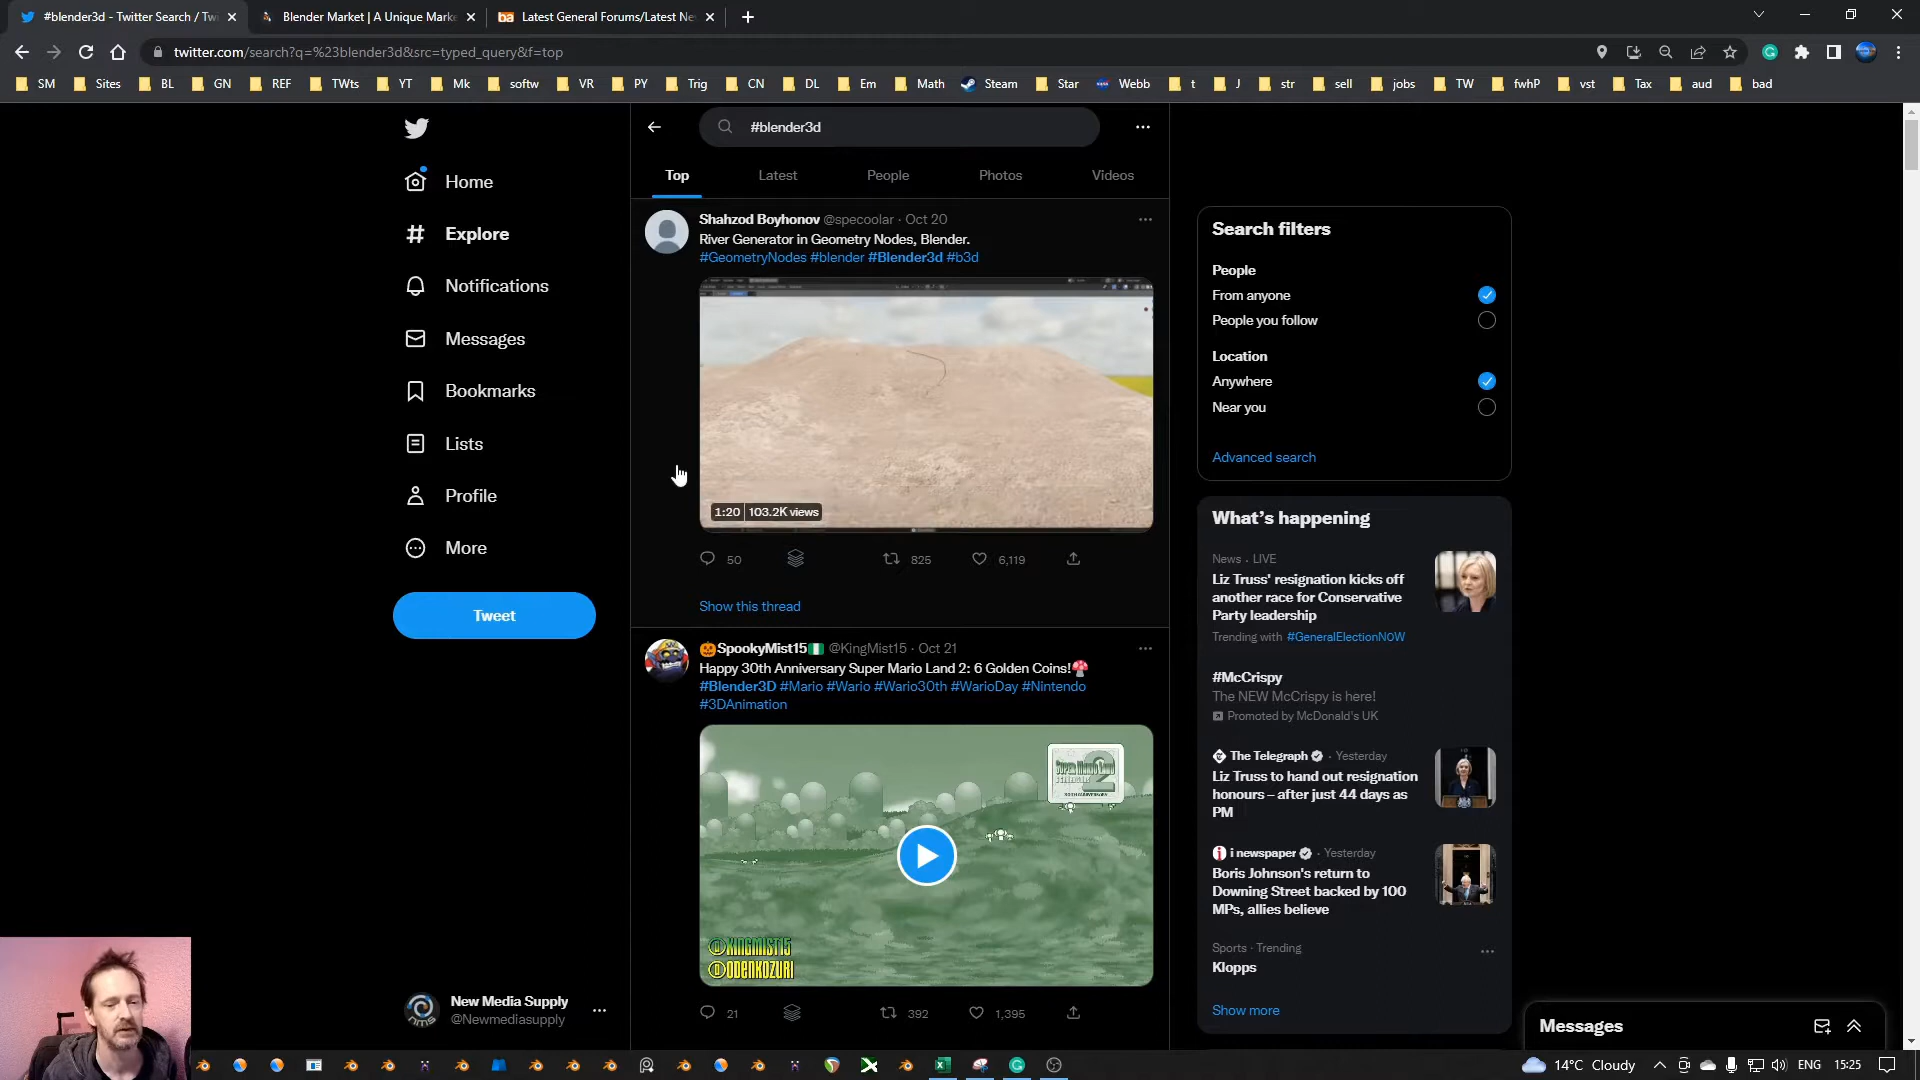 #blender3d - Twitter Search / Tw
Blender Market | A Unique Marke
Latest General Forums/Latest Ne
twitter.com/search?q=%23blender3d&src=typed_query&f=top
SM Sites BL GN REF TWts YT Mk softw VR PY Trig CN DL Em Math Steam Star Webb t J str sell jobs TW fwhP vst Tax aud bad
#blender3d
Top Latest People Photos Videos
Home
Explore
Notifications
Messages
Bookmarks
Lists
Profile
More
Tweet
New Media Supply
@Newmediasupply
Shahzod Boyhonov @specoolar · Oct 20
River Generator in Geometry Nodes, Blender.
#GeometryNodes #blender #Blender3d #b3d
1:20 103.2K views
50 825 6,119
Show this thread
🎃SpookyMist15🇳🇬 @KingMist15 · Oct 21
Happy 30th Anniversary Super Mario Land 2: 6 Golden Coins!🍄
#Blender3D #Mario #Wario #Wario30th #WarioDay #Nintendo
#3DAnimation
SUPER MARIO LAND
2
@KINGMIST15
@ODENKOZURI
21 392 1,395
Search filters
People
From anyone
People you follow
Location
Anywhere
Near you
Advanced search
What's happening
News · LIVE
Liz Truss' resignation kicks off
another race for Conservative
Party leadership
Trending with #GeneralElectionN0W
#McCrispy
The NEW McCrispy is here!
Promoted by McDonald's UK
The Telegraph · Yesterday
Liz Truss to hand out resignation
honours – after just 44 days as
PM
i newspaper · Yesterday
Boris Johnson's return to
Downing Street backed by 100
MPs, allies believe
Sports · Trending
Klopps
Show more
Messages
14°C Cloudy ENG 15:25